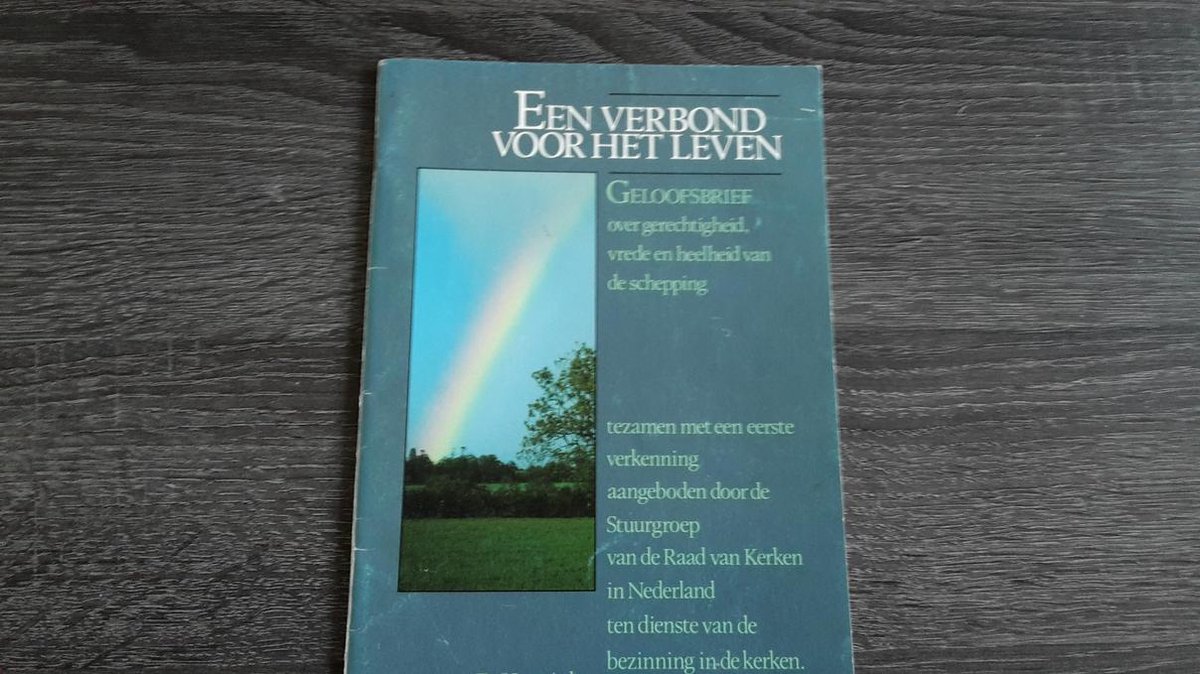 EEN VERBOND
VOOR HET LEVEN
GELOOFSBRIEF
over gerechtigheid,
vrede en heelheid van
de schepping
tezamen met een eerste
verkenning
aangeboden door de
Stuurgroep
van de Raad van Kerken
in Nederland
ten dienste van de
bezinning in de kerken.